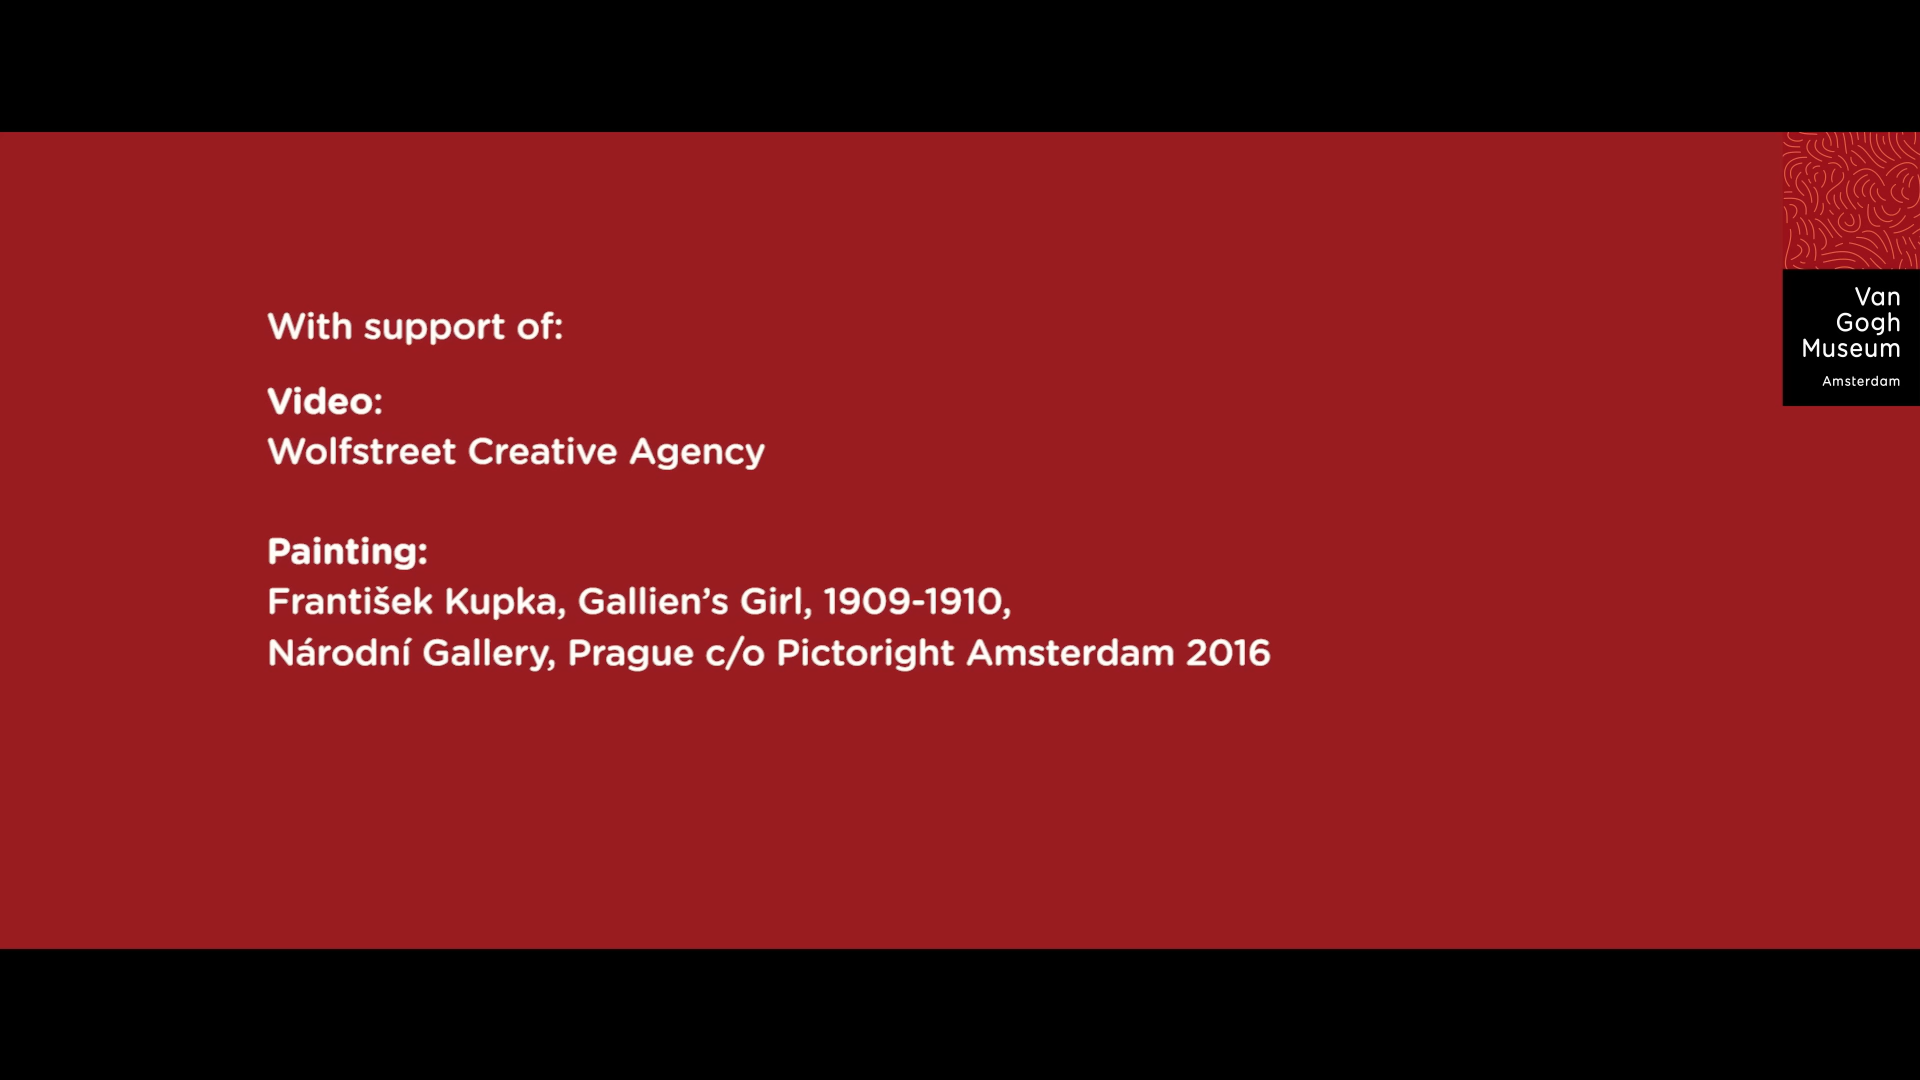 With support of:
Video:
Wolfstreet Creative Agency
Painting:
František Kupka, Gallien’s Girl, 1909-1910,
Národní Gallery, Prague c/o Pictoright Amsterdam 2016
Van
Gogh
Museum
Amsterdam